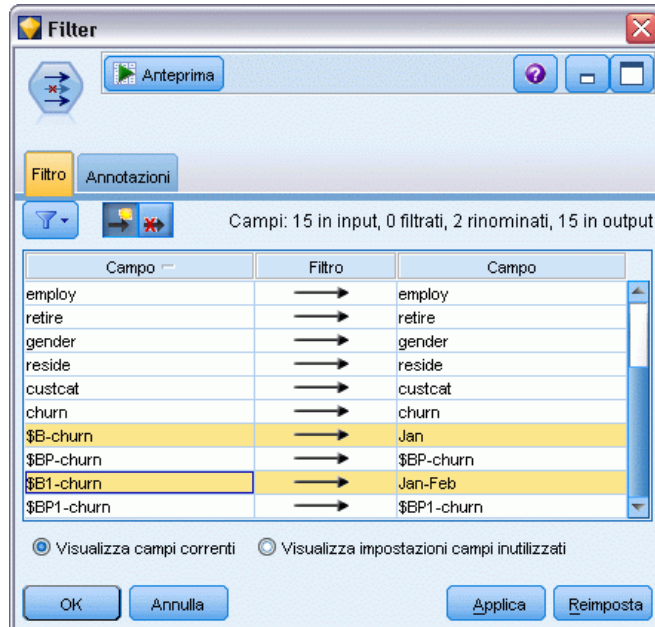 Filter
Anteprima
Filtro
Annotazioni
Campi: 15 in input, 0 filtrati, 2 rinominati, 15 in output
Campo Filtro Campo
employ employ
retire retire
gender gender
reside reside
custcat custcat
churn churn
$B-churn Jan
$BP-churn $BP-churn
$B1-churn Jan-Feb
$BP1-churn $BP1-churn
Visualizza campi correnti Visualizza impostazioni campi inutilizzati
OK Annulla Applica Reimposta